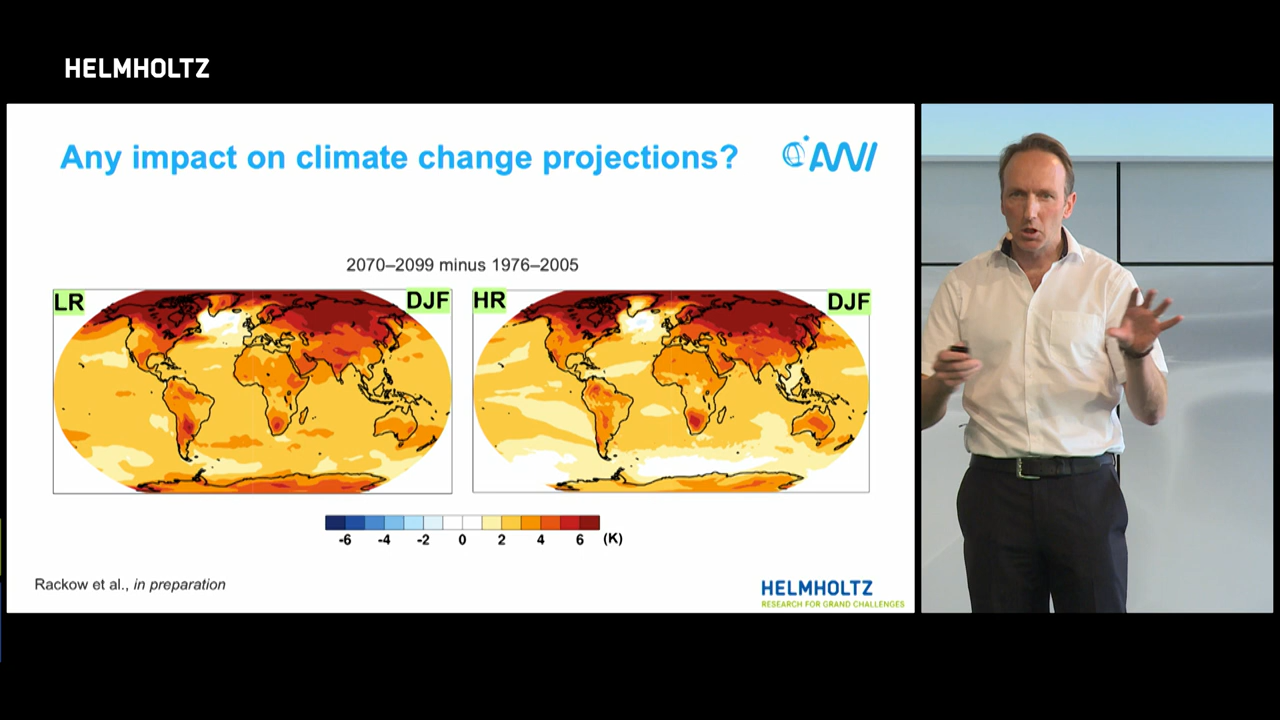 HELMHOLTZ
Any impact on climate change projections?
AWI
2070–2099 minus 1976–2005
LR DJF HR DJF
-6 -4 -2 0 2 4 6 (K)
Rackow et al., in preparation
HELMHOLTZ
RESEARCH FOR GRAND CHALLENGES